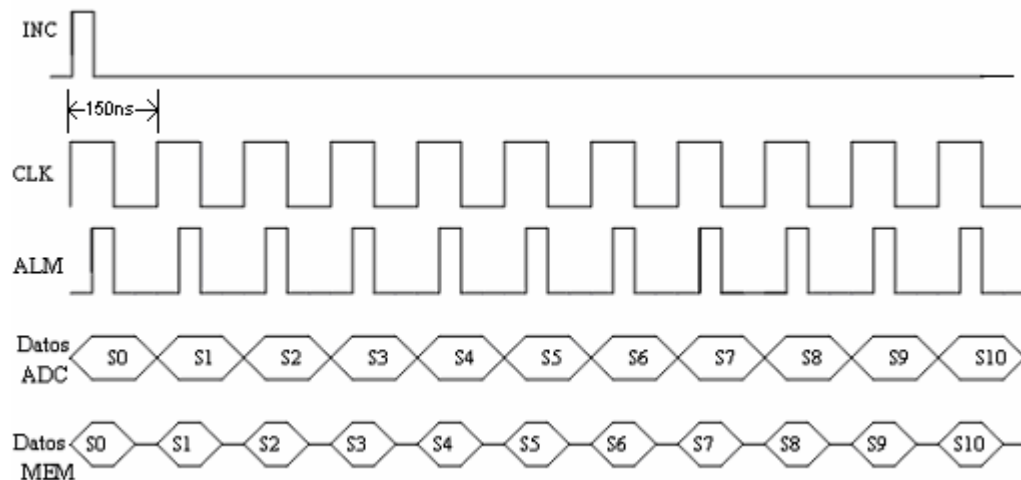 INC
150ns
CLK
ALM
Datos
ADC
S0 S1 S2 S3 S4 S5 S6 S7 S8 S9 S10
Datos
MEM
S0 S1 S2 S3 S4 S5 S6 S7 S8 S9 S10